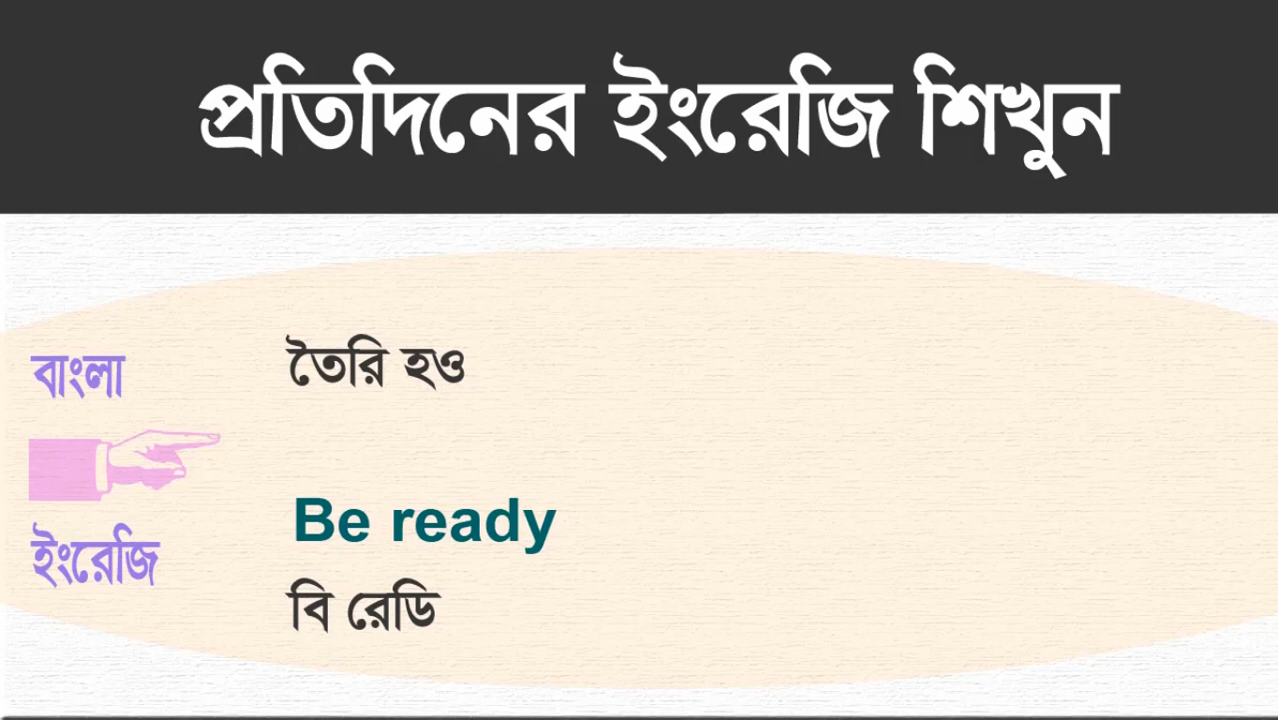 প্রতিদিনের ইংরেজি শিখুন
বাংলা
তৈরি হও
ইংরেজি
Be ready
বি রেডি